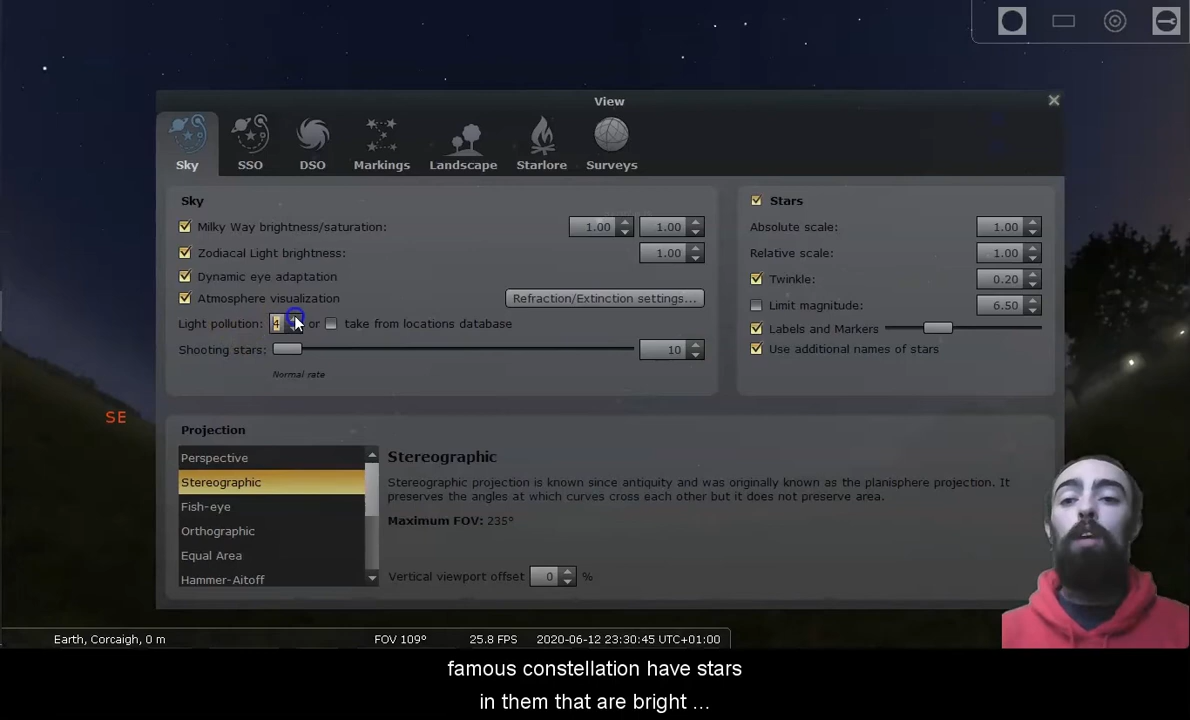 View
Sky SSO DSO Markings Landscape Starlore Surveys
Sky
Milky Way brightness/saturation: 1.00 1.00
Zodiacal Light brightness: 1.00
Dynamic eye adaptation
Atmosphere visualization Refraction/Extinction settings...
Light pollution: 4 or take from locations database
Shooting stars: 10
Normal rate
Stars
Absolute scale: 1.00
Relative scale: 1.00
Twinkle: 0.20
Limit magnitude: 6.50
Labels and Markers
Use additional names of stars
SE
Projection
Perspective
Stereographic
Fish-eye
Orthographic
Equal Area
Hammer-Aitoff
Stereographic
Stereographic projection is known since antiquity and was originally known as the planisphere projection. It
preserves the angles at which curves cross each other but it does not preserve area.
Maximum FOV: 235°
Vertical viewport offset 0 %
Earth, Corcaigh, 0 m FOV 109° 25.8 FPS 2020-06-12 23:30:45 UTC+01:00
famous constellation have stars
in them that are bright ...